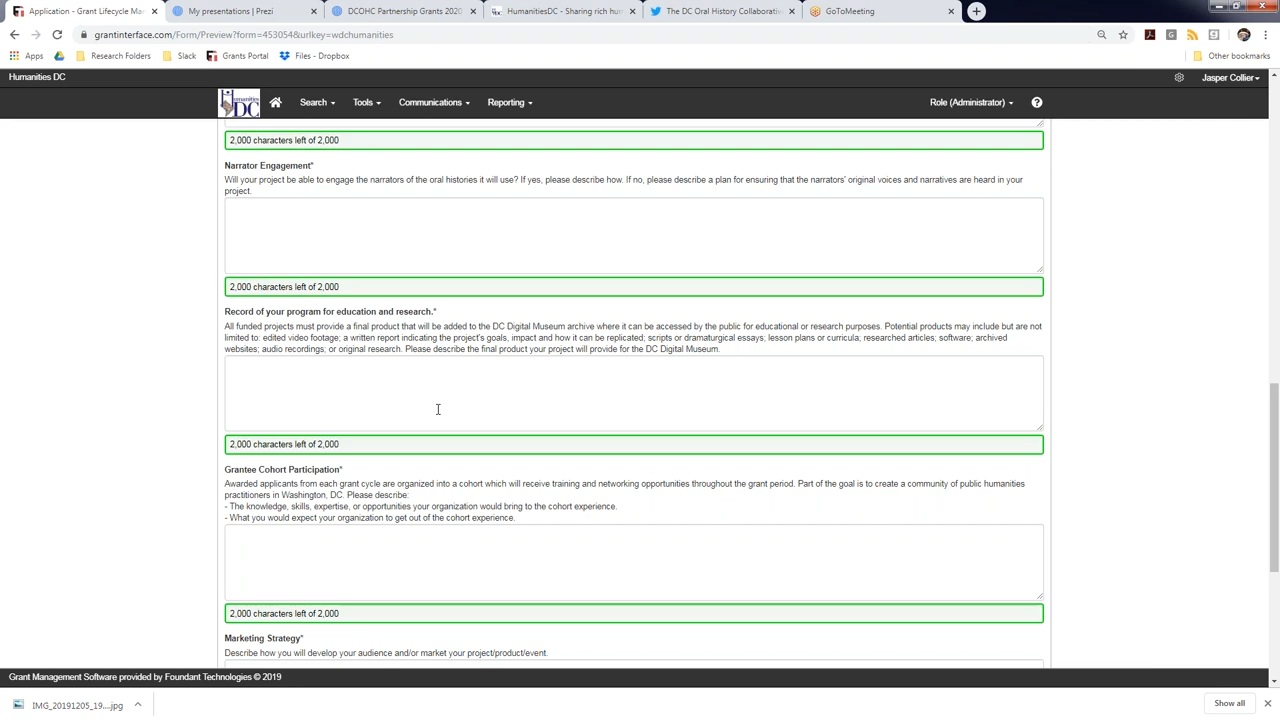 Application - Grant Lifecycle Ma
My presentations | Prezi
DCOHC Partnership Grants 2020
HumanitiesDC - Sharing rich hum
The DC Oral History Collaborativ
GoToMeeting
grantinterface.com/Form/Preview?form=453054&urlkey=wdchumanities
Apps
Research Folders
Slack
Grants Portal
Files - Dropbox
Other bookmarks
Humanities DC
Jasper Collier
Humanities DC
Search
Tools
Communications
Reporting
Role (Administrator)
2,000 characters left of 2,000
Narrator Engagement*
Will your project be able to engage the narrators of the oral histories it will use? If yes, please describe how. If no, please describe a plan for ensuring that the narrators' original voices and narratives are heard in your
project.
2,000 characters left of 2,000
Record of your program for education and research.*
All funded projects must provide a final product that will be added to the DC Digital Museum archive where it can be accessed by the public for educational or research purposes. Potential products may include but are not
limited to: edited video footage; a written report indicating the project's goals, impact and how it can be replicated; scripts or dramaturgical essays; lesson plans or curricula; researched articles; software; archived
websites; audio recordings; or original research. Please describe the final product your project will provide for the DC Digital Museum.
2,000 characters left of 2,000
Grantee Cohort Participation*
Awarded applicants from each grant cycle are organized into a cohort which will receive training and networking opportunities throughout the grant period. Part of the goal is to create a community of public humanities
practitioners in Washington, DC. Please describe:
- The knowledge, skills, expertise, or opportunities your organization would bring to the cohort experience.
- What you would expect your organization to get out of the cohort experience.
2,000 characters left of 2,000
Marketing Strategy*
Describe how you will develop your audience and/or market your project/product/event.
Grant Management Software provided by Foundant Technologies © 2019
IMG_20191205_19....jpg
Show all